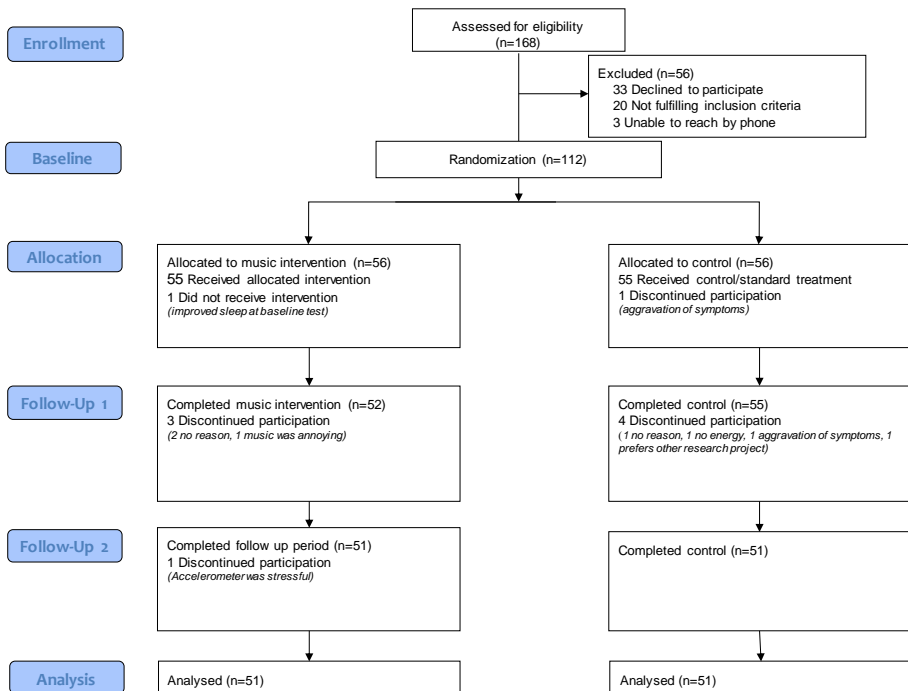 Enrollment
Assessed for eligibility
(n=168)
Excluded (n=56)
33 Declined to participate
20 Not fulfilling inclusion criteria
3 Unable to reach by phone
Baseline
Randomization (n=112)
Allocation
Allocated to music intervention (n=56)
55 Received allocated intervention
1 Did not receive intervention
(improved sleep at baseline test)
Allocated to control (n=56)
55 Received control/standard treatment
1 Discontinued participation
(aggravation of symptoms)
Follow-Up 1
Completed music intervention (n=52)
3 Discontinued participation
(2 no reason, 1 music was annoying)
Completed control (n=55)
4 Discontinued participation
(1 no reason, 1 no energy, 1 aggravation of symptoms, 1
prefers other research project)
Follow-Up 2
Completed follow up period (n=51)
1 Discontinued participation
(Accelerometer was stressful)
Completed control (n=51)
Analysis
Analysed (n=51)
Analysed (n=51)